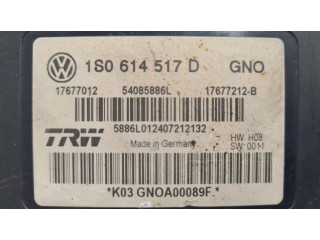 1S0 614 517 D GNO
17677012 54085886L 17677212-B
5886L012407212132
TRW Made in Germany HW H08
SW 0014
*K03 GNOA00089F.*